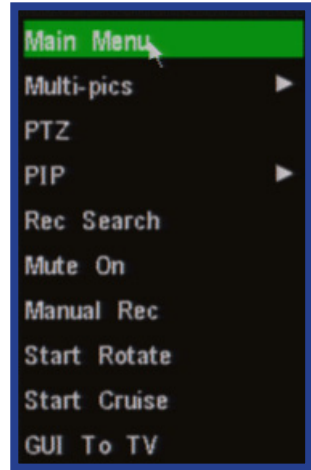 Main Menu
Multi-pics
PTZ
PIP
Rec Search
Mute On
Manual Rec
Start Rotate
Start Cruise
GUI To TV